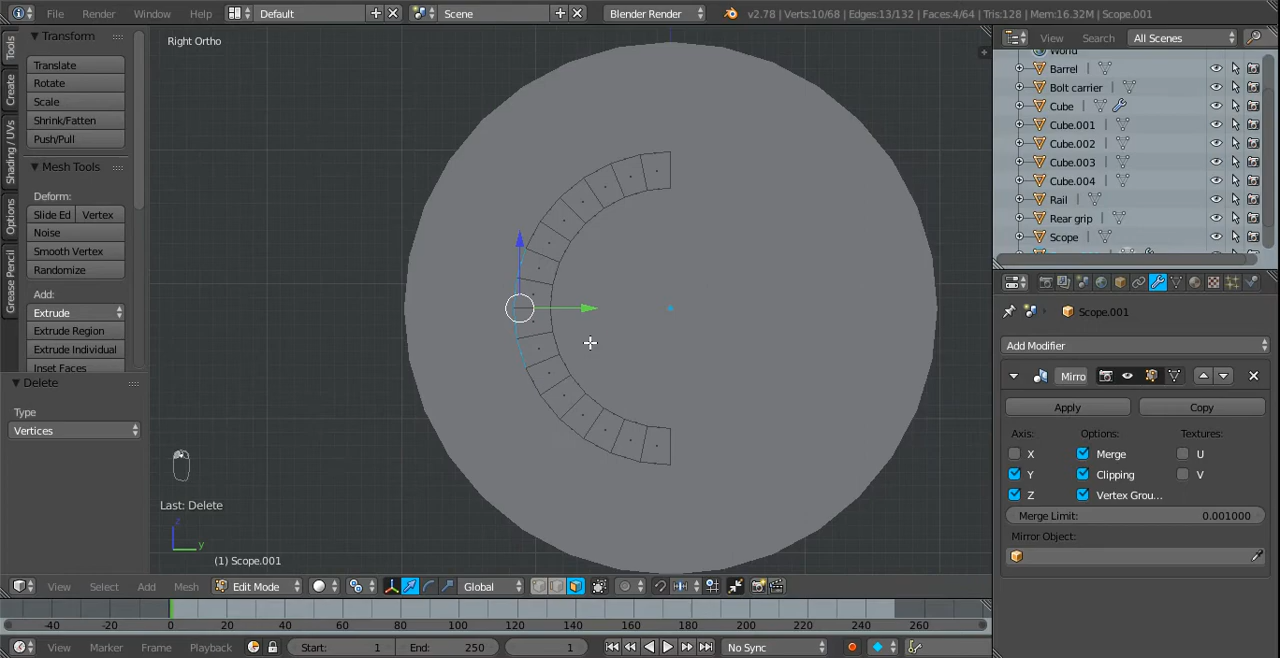 File Render Window Help Default Scene Blender Render v2.78 | Verts:10/68 | Edges:13/132 | Faces:4/64 | Tris:128 | Mem:16.32M | Scope.001
Tools
Create
Shading / UVs
Options
Grease Pencil
Transform
Translate
Rotate
Scale
Shrink/Fatten
Push/Pull
Mesh Tools
Deform:
Slide Ed Vertex
Noise
Smooth Vertex
Randomize
Add:
Extrude
Extrude Region
Extrude Individual
Inset Faces
Delete
Type
Vertices
Right Ortho
Last: Delete
z
y
(1) Scope.001
View Search All Scenes
World
Barrel
Bolt carrier
Cube
Cube.001
Cube.002
Cube.003
Cube.004
Rail
Rear grip
Scope
Scope.001
Add Modifier
Mirro
Apply Copy
Axis: Options: Textures:
X Merge U
Y Clipping V
Z Vertex Grou...
Merge Limit: 0.001000
Mirror Object:
View Select Add Mesh Edit Mode Global
-40 -20 0 20 40 60 80 100 120 140 160 180 200 220 240 260
View Marker Frame Playback Start: 1 End: 250 1 No Sync